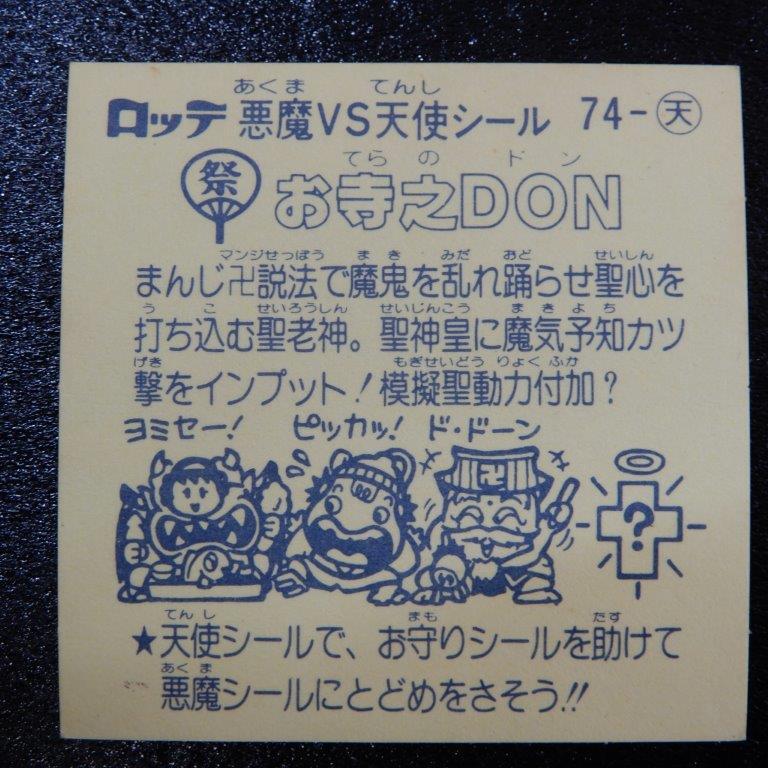 あくま てんし
ロッテ 悪魔VS天使シール 74-天
てらの ドン
祭 お寺之DON
マンジせっぽう まき みだ おど せいしん
まんじ卍説法で魔鬼を乱れ踊らせ聖心を
う こ せいろうしん せいじんこう まきよち
打ち込む聖老神。聖神皇に魔気予知カツ
げき もぎせいどうりょくふか
撃をインプット!模擬聖動力付加?
ヨミセー! ピッカッ! ド・ドーン
卍 ?
てんし まも たす
★天使シールで、お守りシールを助けて
あくま
悪魔シールにとどめをさそう!!